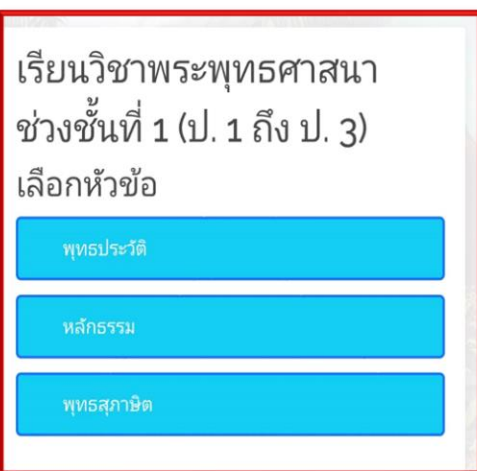 เรียนวิชาพระพุทธศาสนา
ช่วงชั้นที่ 1 (ป. 1 ถึง ป. 3)
เลือกหัวข้อ
พุทธประวัติ
หลักธรรม
พุทธสุภาษิต